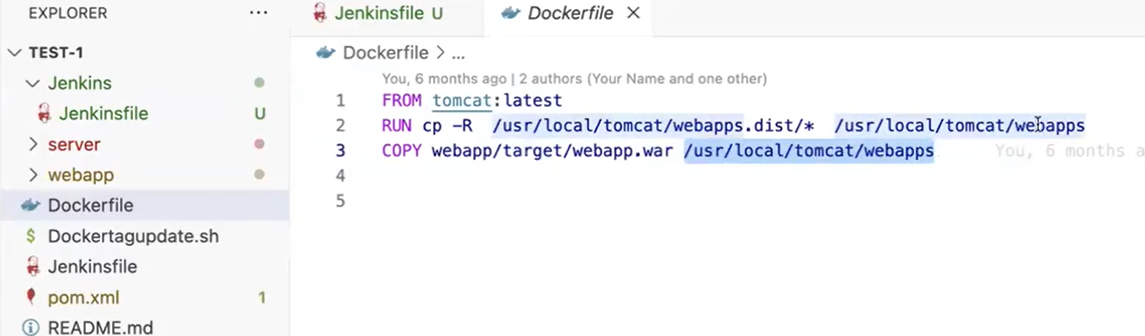 EXPLORER ...
Jenkinsfile U
Dockerfile ×
TEST-1
Jenkins
Jenkinsfile U
server
webapp
Dockerfile
Dockertagupdate.sh
Jenkinsfile
pom.xml 1
README.md
Dockerfile > ...
You, 6 months ago | 2 authors (Your Name and one other)
1 FROM tomcat:latest
2 RUN cp -R  /usr/local/tomcat/webapps.dist/*  /usr/local/tomcat/webapps
3 COPY webapp/target/webapp.war /usr/local/tomcat/webapps You, 6 months a
4
5